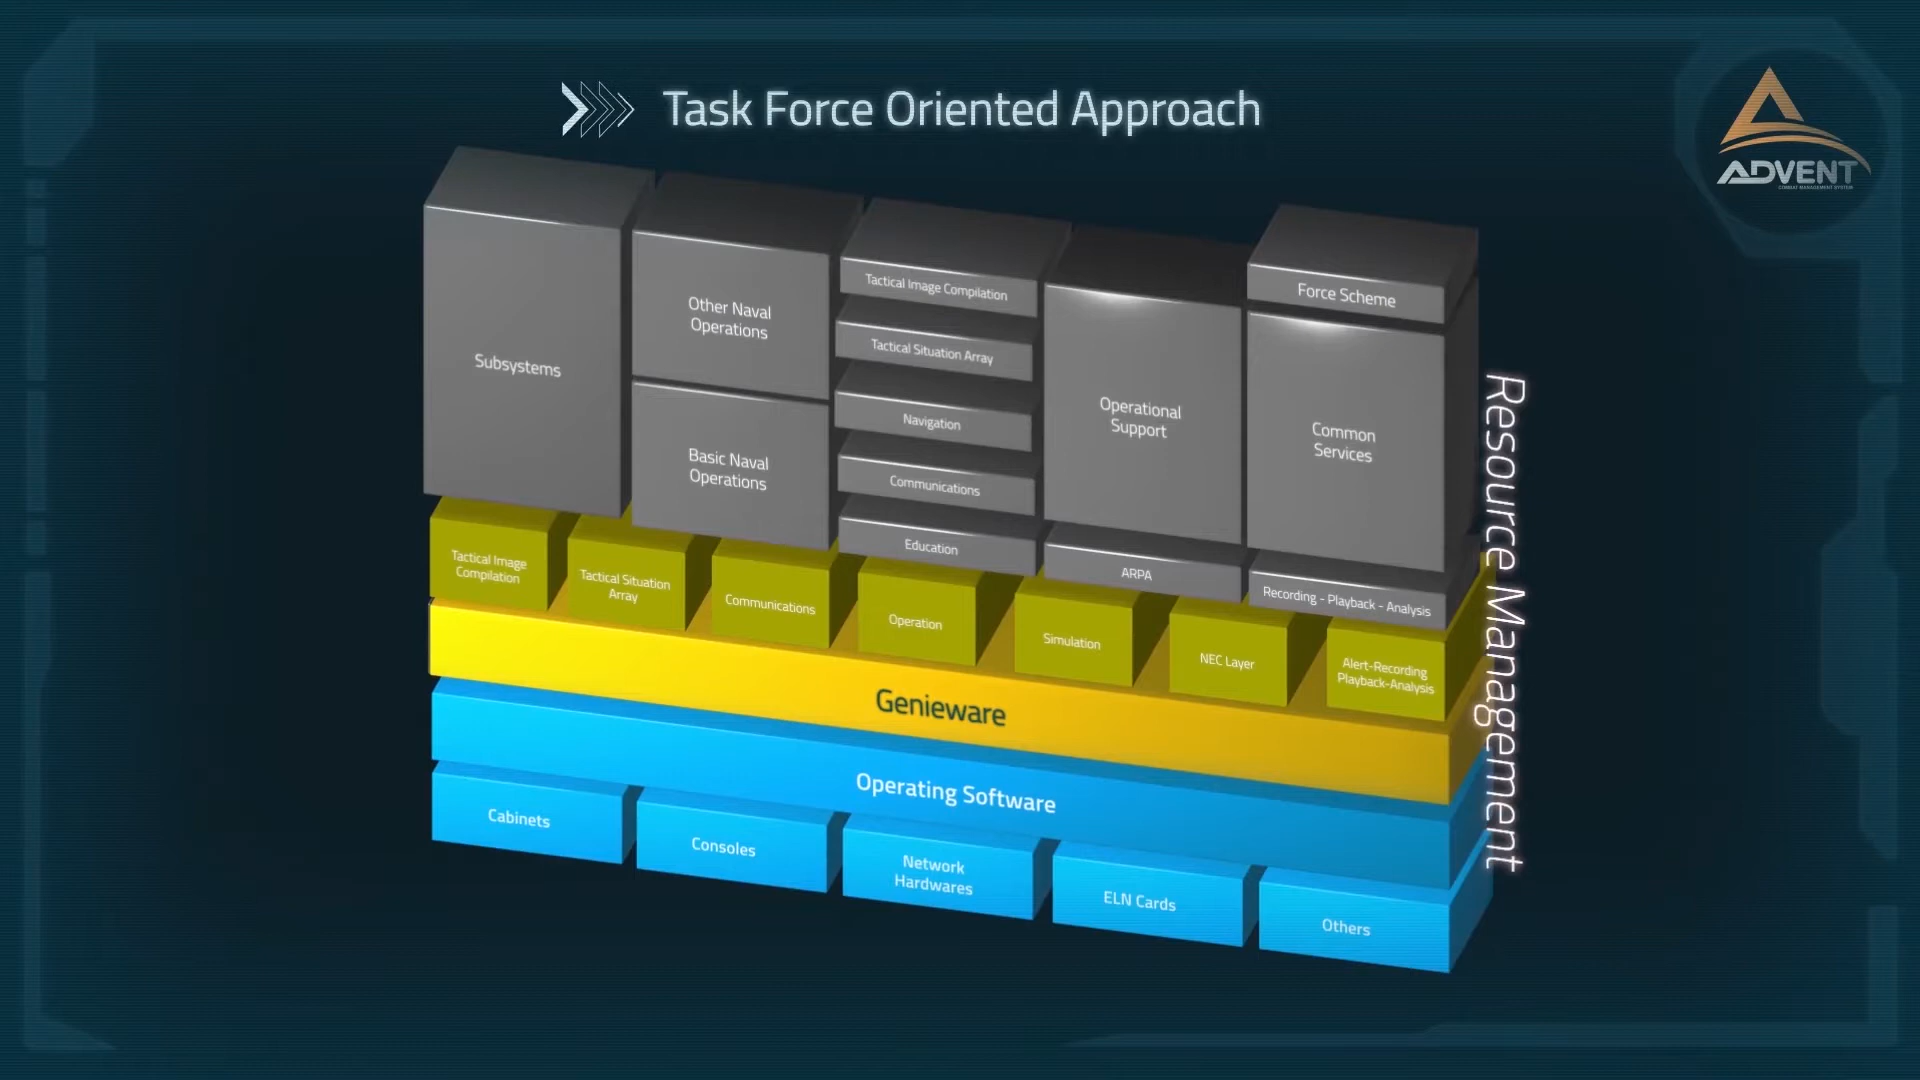 Task Force Oriented Approach
ADVENT
COMBAT MANAGEMENT SYSTEM
Subsystems
Other Naval
Operations
Basic Naval
Operations
Tactical Image Compilation
Tactical Situation Array
Navigation
Communications
Education
Operational
Support
ARPA
Force Scheme
Common
Services
Recording - Playback - Analysis
Resource Management
Tactical Image
Compilation
Tactical Situation
Array
Communications
Operation
Simulation
NEC Layer
Alert-Recording
Playback-Analysis
Genieware
Operating Software
Cabinets
Consoles
Network
Hardwares
ELN Cards
Others